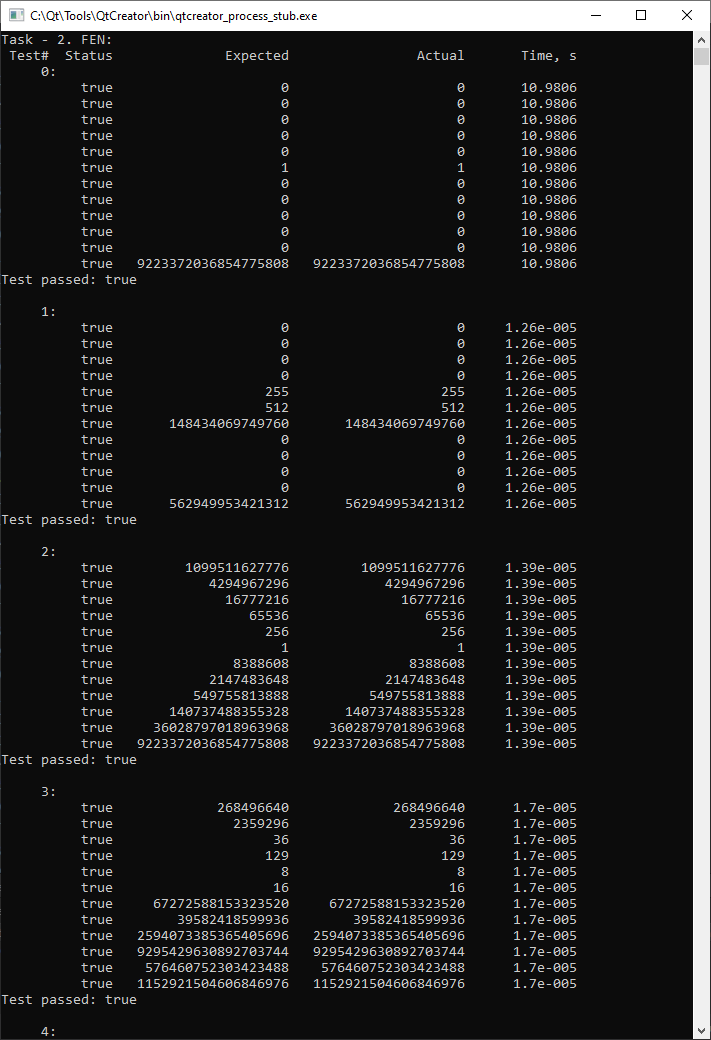 C:\Qt\Tools\QtCreator\bin\qtcreator_process_stub.exe
Task - 2. FEN:
Test# Status Expected Actual Time, s
0:
true 0 0 10.9806
true 0 0 10.9806
true 0 0 10.9806
true 0 0 10.9806
true 0 0 10.9806
true 1 1 10.9806
true 0 0 10.9806
true 0 0 10.9806
true 0 0 10.9806
true 0 0 10.9806
true 0 0 10.9806
true 9223372036854775808 9223372036854775808 10.9806
Test passed: true
1:
true 0 0 1.26e-005
true 0 0 1.26e-005
true 0 0 1.26e-005
true 0 0 1.26e-005
true 255 255 1.26e-005
true 512 512 1.26e-005
true 148434069749760 148434069749760 1.26e-005
true 0 0 1.26e-005
true 0 0 1.26e-005
true 0 0 1.26e-005
true 0 0 1.26e-005
true 562949953421312 562949953421312 1.26e-005
Test passed: true
2:
true 1099511627776 1099511627776 1.39e-005
true 4294967296 4294967296 1.39e-005
true 16777216 16777216 1.39e-005
true 65536 65536 1.39e-005
true 256 256 1.39e-005
true 1 1 1.39e-005
true 8388608 8388608 1.39e-005
true 2147483648 2147483648 1.39e-005
true 549755813888 549755813888 1.39e-005
true 140737488355328 140737488355328 1.39e-005
true 36028797018963968 36028797018963968 1.39e-005
true 9223372036854775808 9223372036854775808 1.39e-005
Test passed: true
3:
true 268496640 268496640 1.7e-005
true 2359296 2359296 1.7e-005
true 36 36 1.7e-005
true 129 129 1.7e-005
true 8 8 1.7e-005
true 16 16 1.7e-005
true 67272588153323520 67272588153323520 1.7e-005
true 39582418599936 39582418599936 1.7e-005
true 2594073385365405696 2594073385365405696 1.7e-005
true 9295429630892703744 9295429630892703744 1.7e-005
true 576460752303423488 576460752303423488 1.7e-005
true 1152921504606846976 1152921504606846976 1.7e-005
Test passed: true
4: